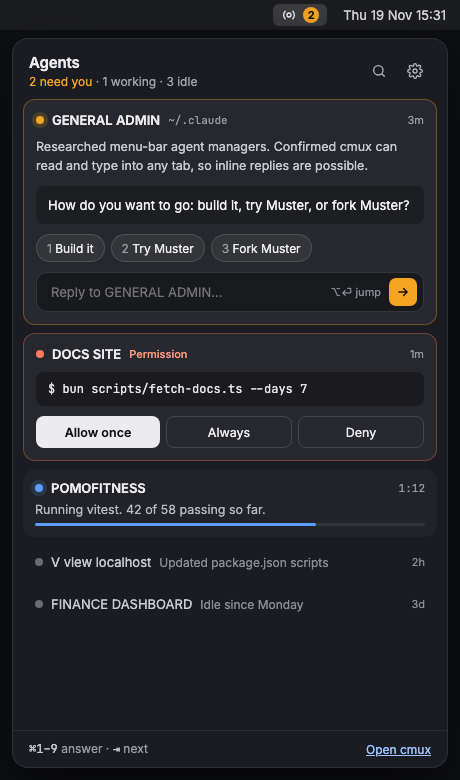 2 Thu 19 Nov 15:31
Agents
2 need you · 1 working · 3 idle
GENERAL ADMIN ~/.claude 3m
Researched menu-bar agent managers. Confirmed cmux can
read and type into any tab, so inline replies are possible.
How do you want to go: build it, try Muster, or fork Muster?
1 Build it 2 Try Muster 3 Fork Muster
Reply to GENERAL ADMIN... ⌥⏎ jump →
DOCS SITE Permission 1m
$ bun scripts/fetch-docs.ts --days 7
Allow once Always Deny
POMOFITNESS 1:12
Running vitest. 42 of 58 passing so far.
V view localhost Updated package.json scripts 2h
FINANCE DASHBOARD Idle since Monday 3d
⌘1–9 answer · ⇥ next Open cmux